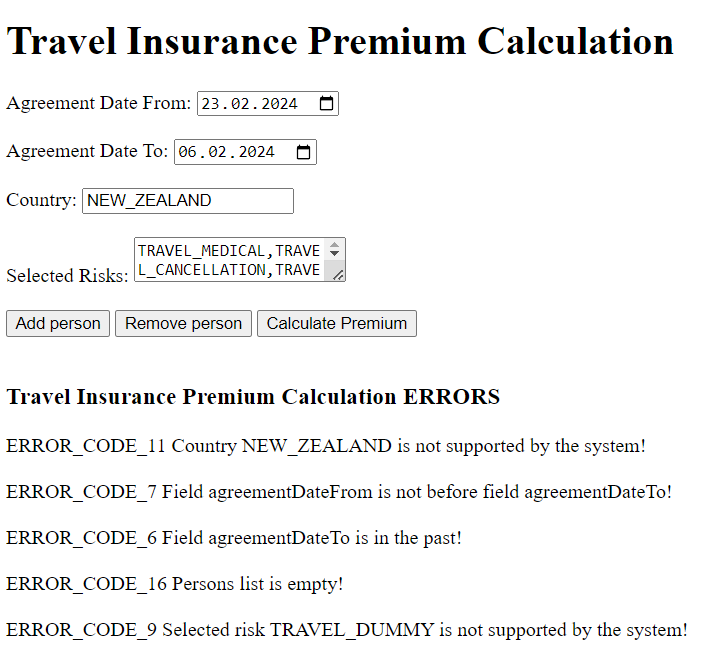 Travel Insurance Premium Calculation
Agreement Date From: 23.02.2024
Agreement Date To: 06.02.2024
Country: NEW_ZEALAND
Selected Risks: TRAVEL_MEDICAL,TRAVE
L_CANCELLATION,TRAVE
Add person Remove person Calculate Premium
Travel Insurance Premium Calculation ERRORS
ERROR_CODE_11 Country NEW_ZEALAND is not supported by the system!
ERROR_CODE_7 Field agreementDateFrom is not before field agreementDateTo!
ERROR_CODE_6 Field agreementDateTo is in the past!
ERROR_CODE_16 Persons list is empty!
ERROR_CODE_9 Selected risk TRAVEL_DUMMY is not supported by the system!